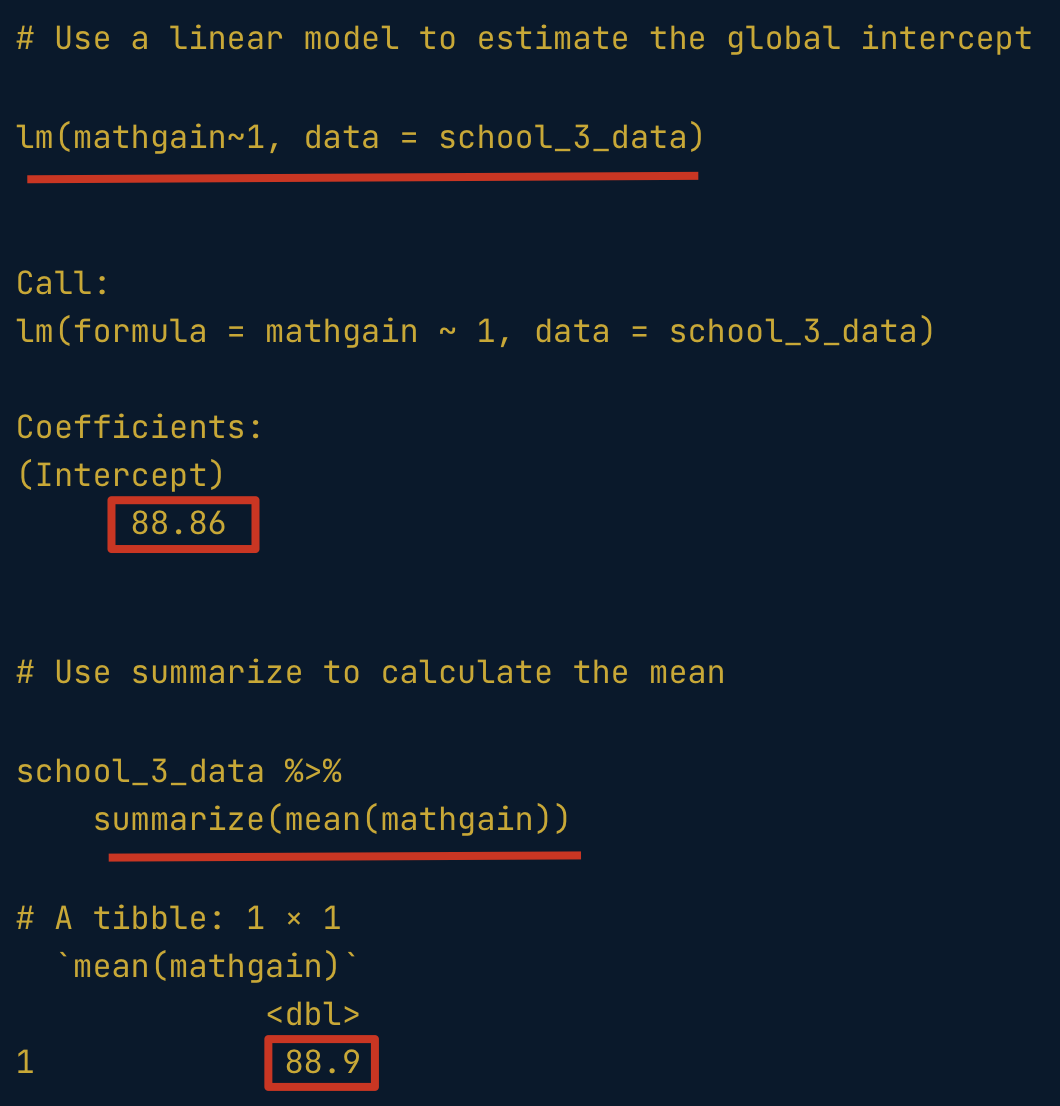 # Use a linear model to estimate the global intercept
lm(mathgain~1, data = school_3_data)
Call:
lm(formula = mathgain ~ 1, data = school_3_data)
Coefficients:
(Intercept)
88.86
# Use summarize to calculate the mean
school_3_data %>%
summarize(mean(mathgain))
# A tibble: 1 × 1
`mean(mathgain)`
<dbl>
1 88.9